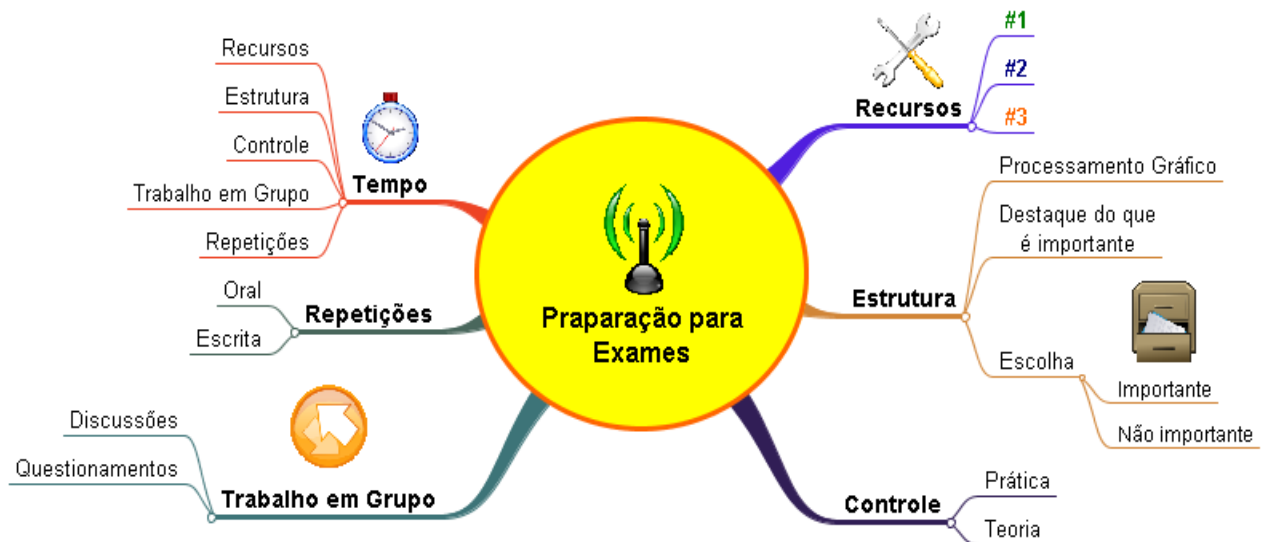 Praparação para
Exames
Recursos
#1
#2
#3
Estrutura
Processamento Gráfico
Destaque do que
é importante
Escolha
Importante
Não importante
Controle
Prática
Teoria
Tempo
Recursos
Estrutura
Controle
Trabalho em Grupo
Repetições
Repetições
Oral
Escrita
Trabalho em Grupo
Discussões
Questionamentos